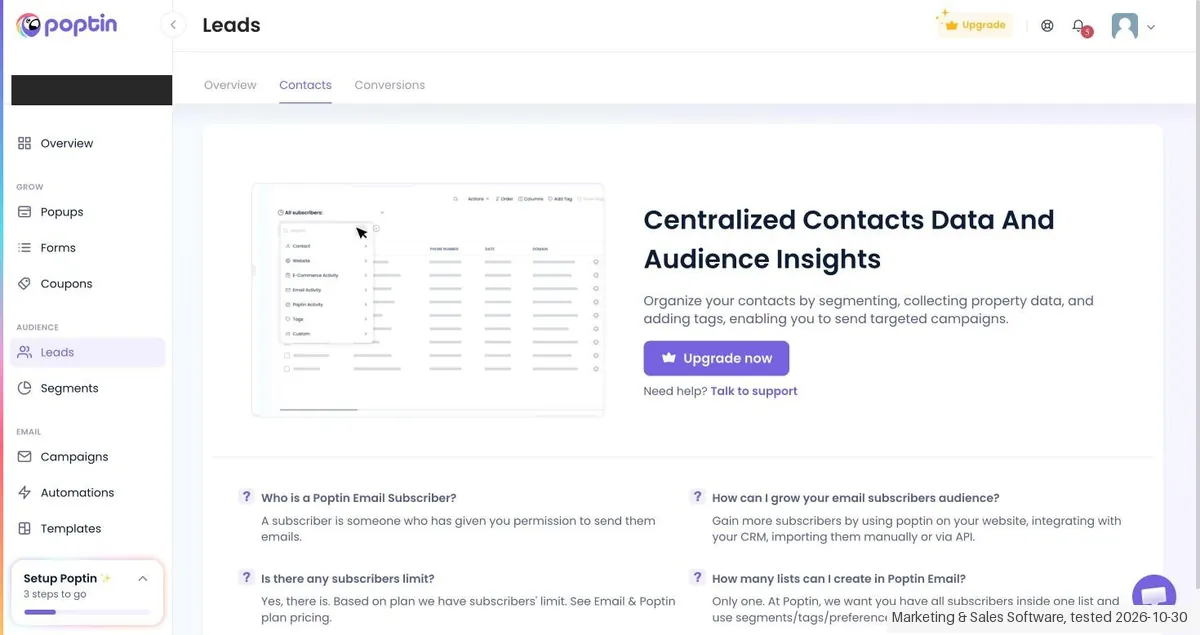 poptin
Leads
Upgrade
5
Overview
Contacts
Conversions
Overview
GROW
Popups
Forms
Coupons
AUDIENCE
Leads
Segments
EMAIL
Campaigns
Automations
Templates
Setup Poptin
3 steps to go
Actions
Order
Columns
Add Tag
All subscribers:
Search
Contact
Website
E-Commerce Activity
Email Activity
Poptin Activity
Tags
Custom
PHONE NUMBER
DATE
DOMAIN
Centralized Contacts Data And
Audience Insights
Organize your contacts by segmenting, collecting property data, and
adding tags, enabling you to send targeted campaigns.
Upgrade now
Need help? Talk to support
? Who is a Poptin Email Subscriber?
A subscriber is someone who has given you permission to send them
emails.
? How can I grow your email subscribers audience?
Gain more subscribers by using poptin on your website, integrating with
your CRM, importing them manually or via API.
? Is there any subscribers limit?
Yes, there is. Based on plan we have subscribers' limit. See Email & Poptin
plan pricing.
? How many lists can I create in Poptin Email?
Only one. At Poptin, we want you have all subscribers inside one list and
use segments/tags/preference
Marketing & Sales Software, tested 2026-10-30